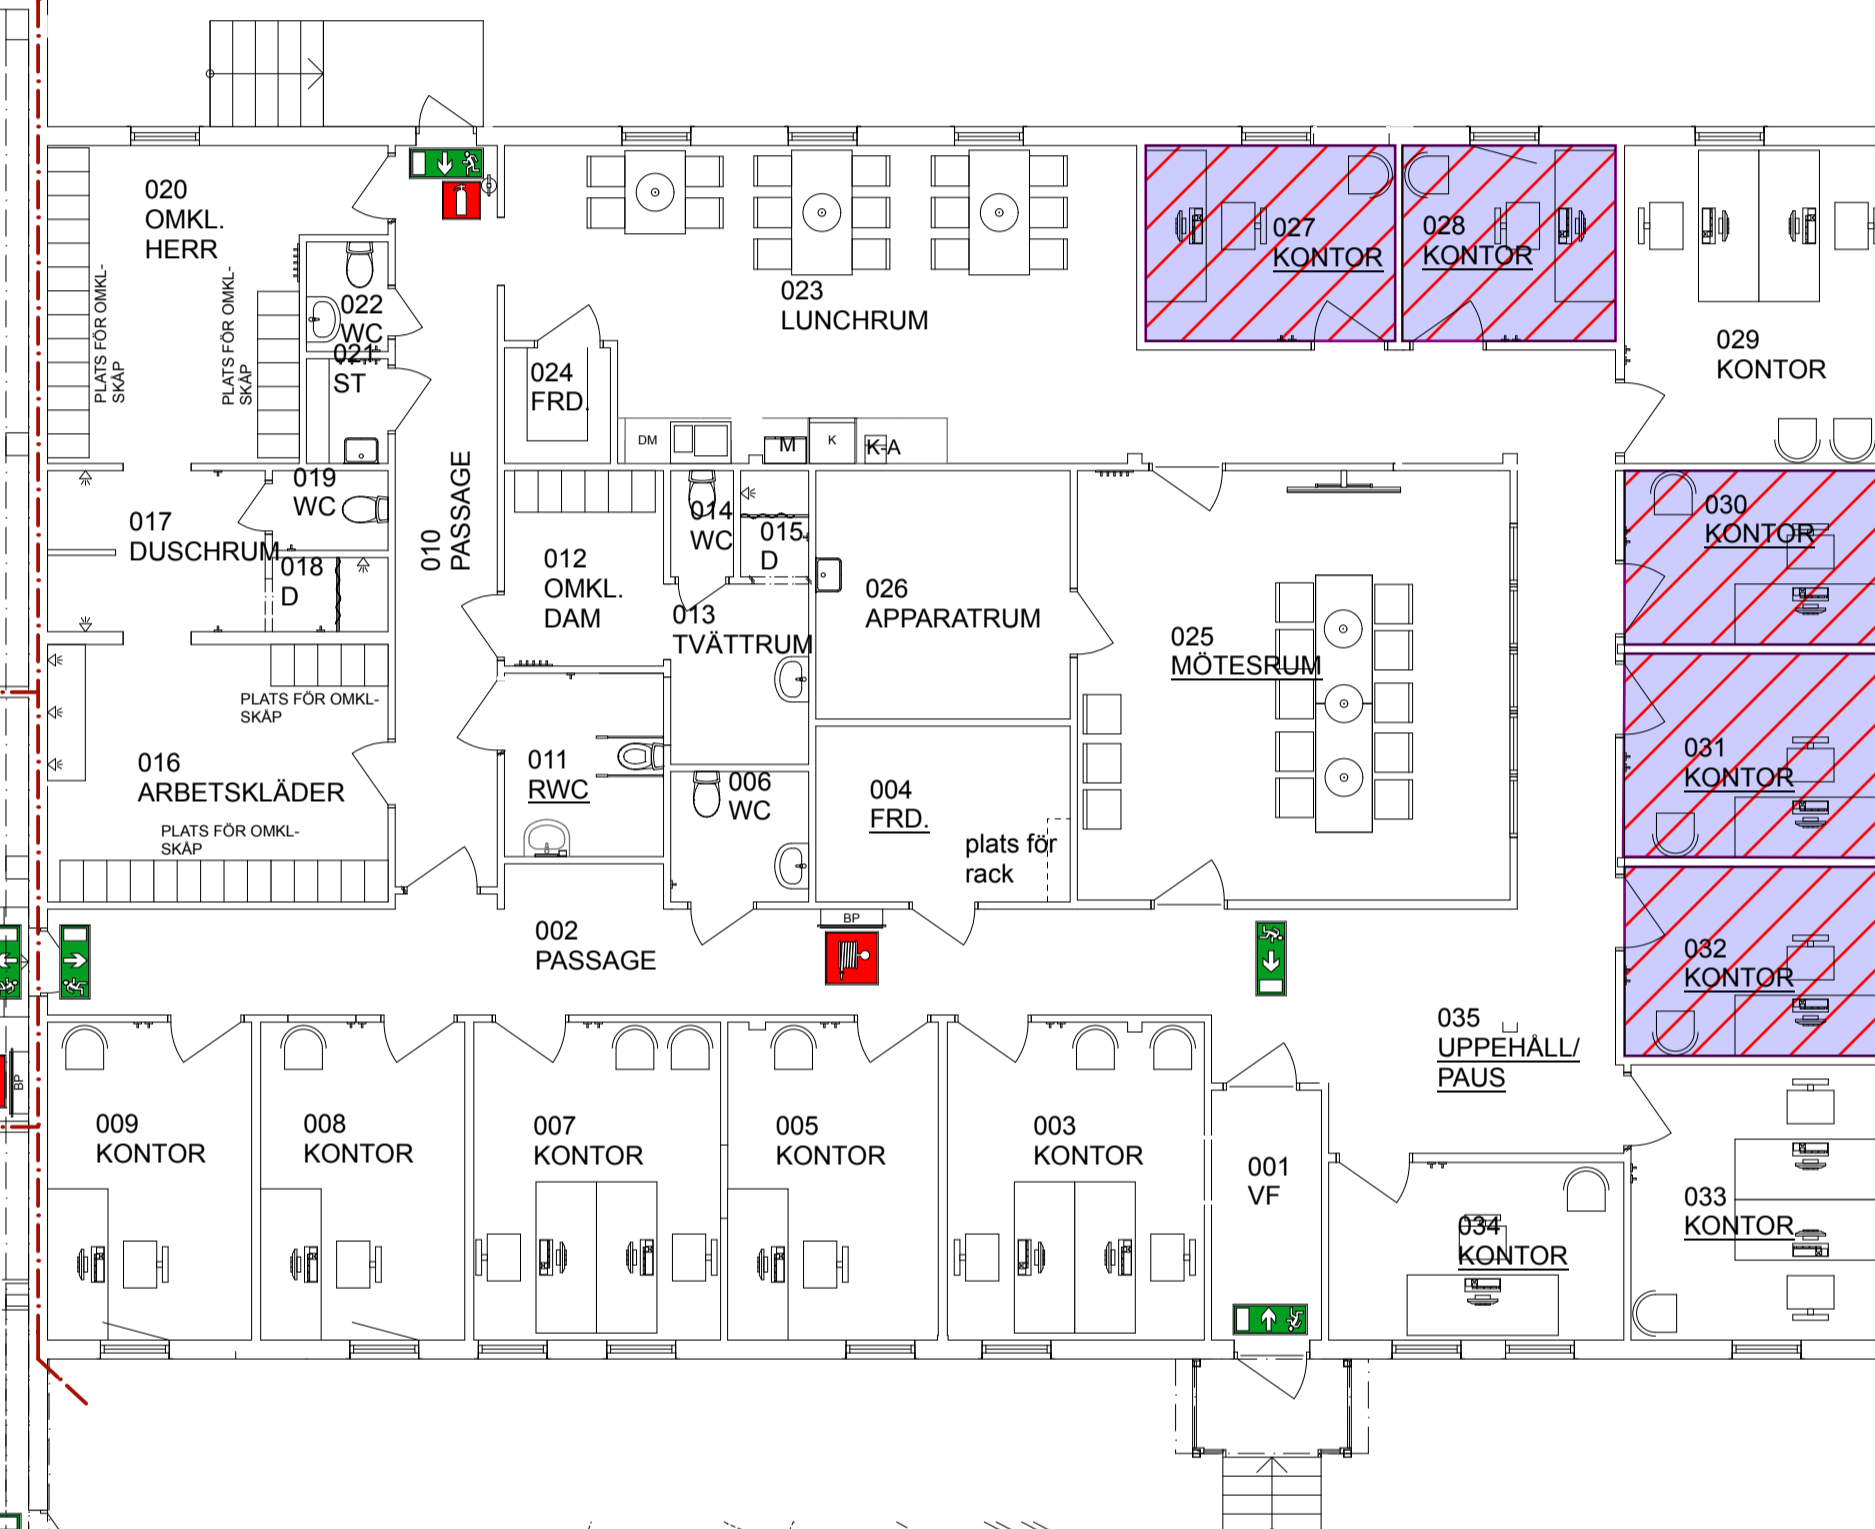 020
OMKL.
HERR
PLATS FÖR OMKL-
SKÅP
PLATS FÖR OMKL-
SKÅP
022
WC
021
ST
023
LUNCHRUM
024
FRD.
DM
M
K
K-A
027
KONTOR
028
KONTOR
029
KONTOR
019
WC
017
DUSCHRUM
018
D
010
PASSAGE
012
OMKL.
DAM
014
WC
015
D
013
TVÄTTRUM
026
APPARATRUM
025
MÖTESRUM
030
KONTOR
031
KONTOR
032
KONTOR
PLATS FÖR OMKL-
SKÅP
016
ARBETSKLÄDER
PLATS FÖR OMKL-
SKÅP
011
RWC
006
WC
004
FRD.
plats för
rack
002
PASSAGE
BP
BP
035
UPPEHÅLL/
PAUS
009
KONTOR
008
KONTOR
007
KONTOR
005
KONTOR
003
KONTOR
001
VF
034
KONTOR
033
KONTOR